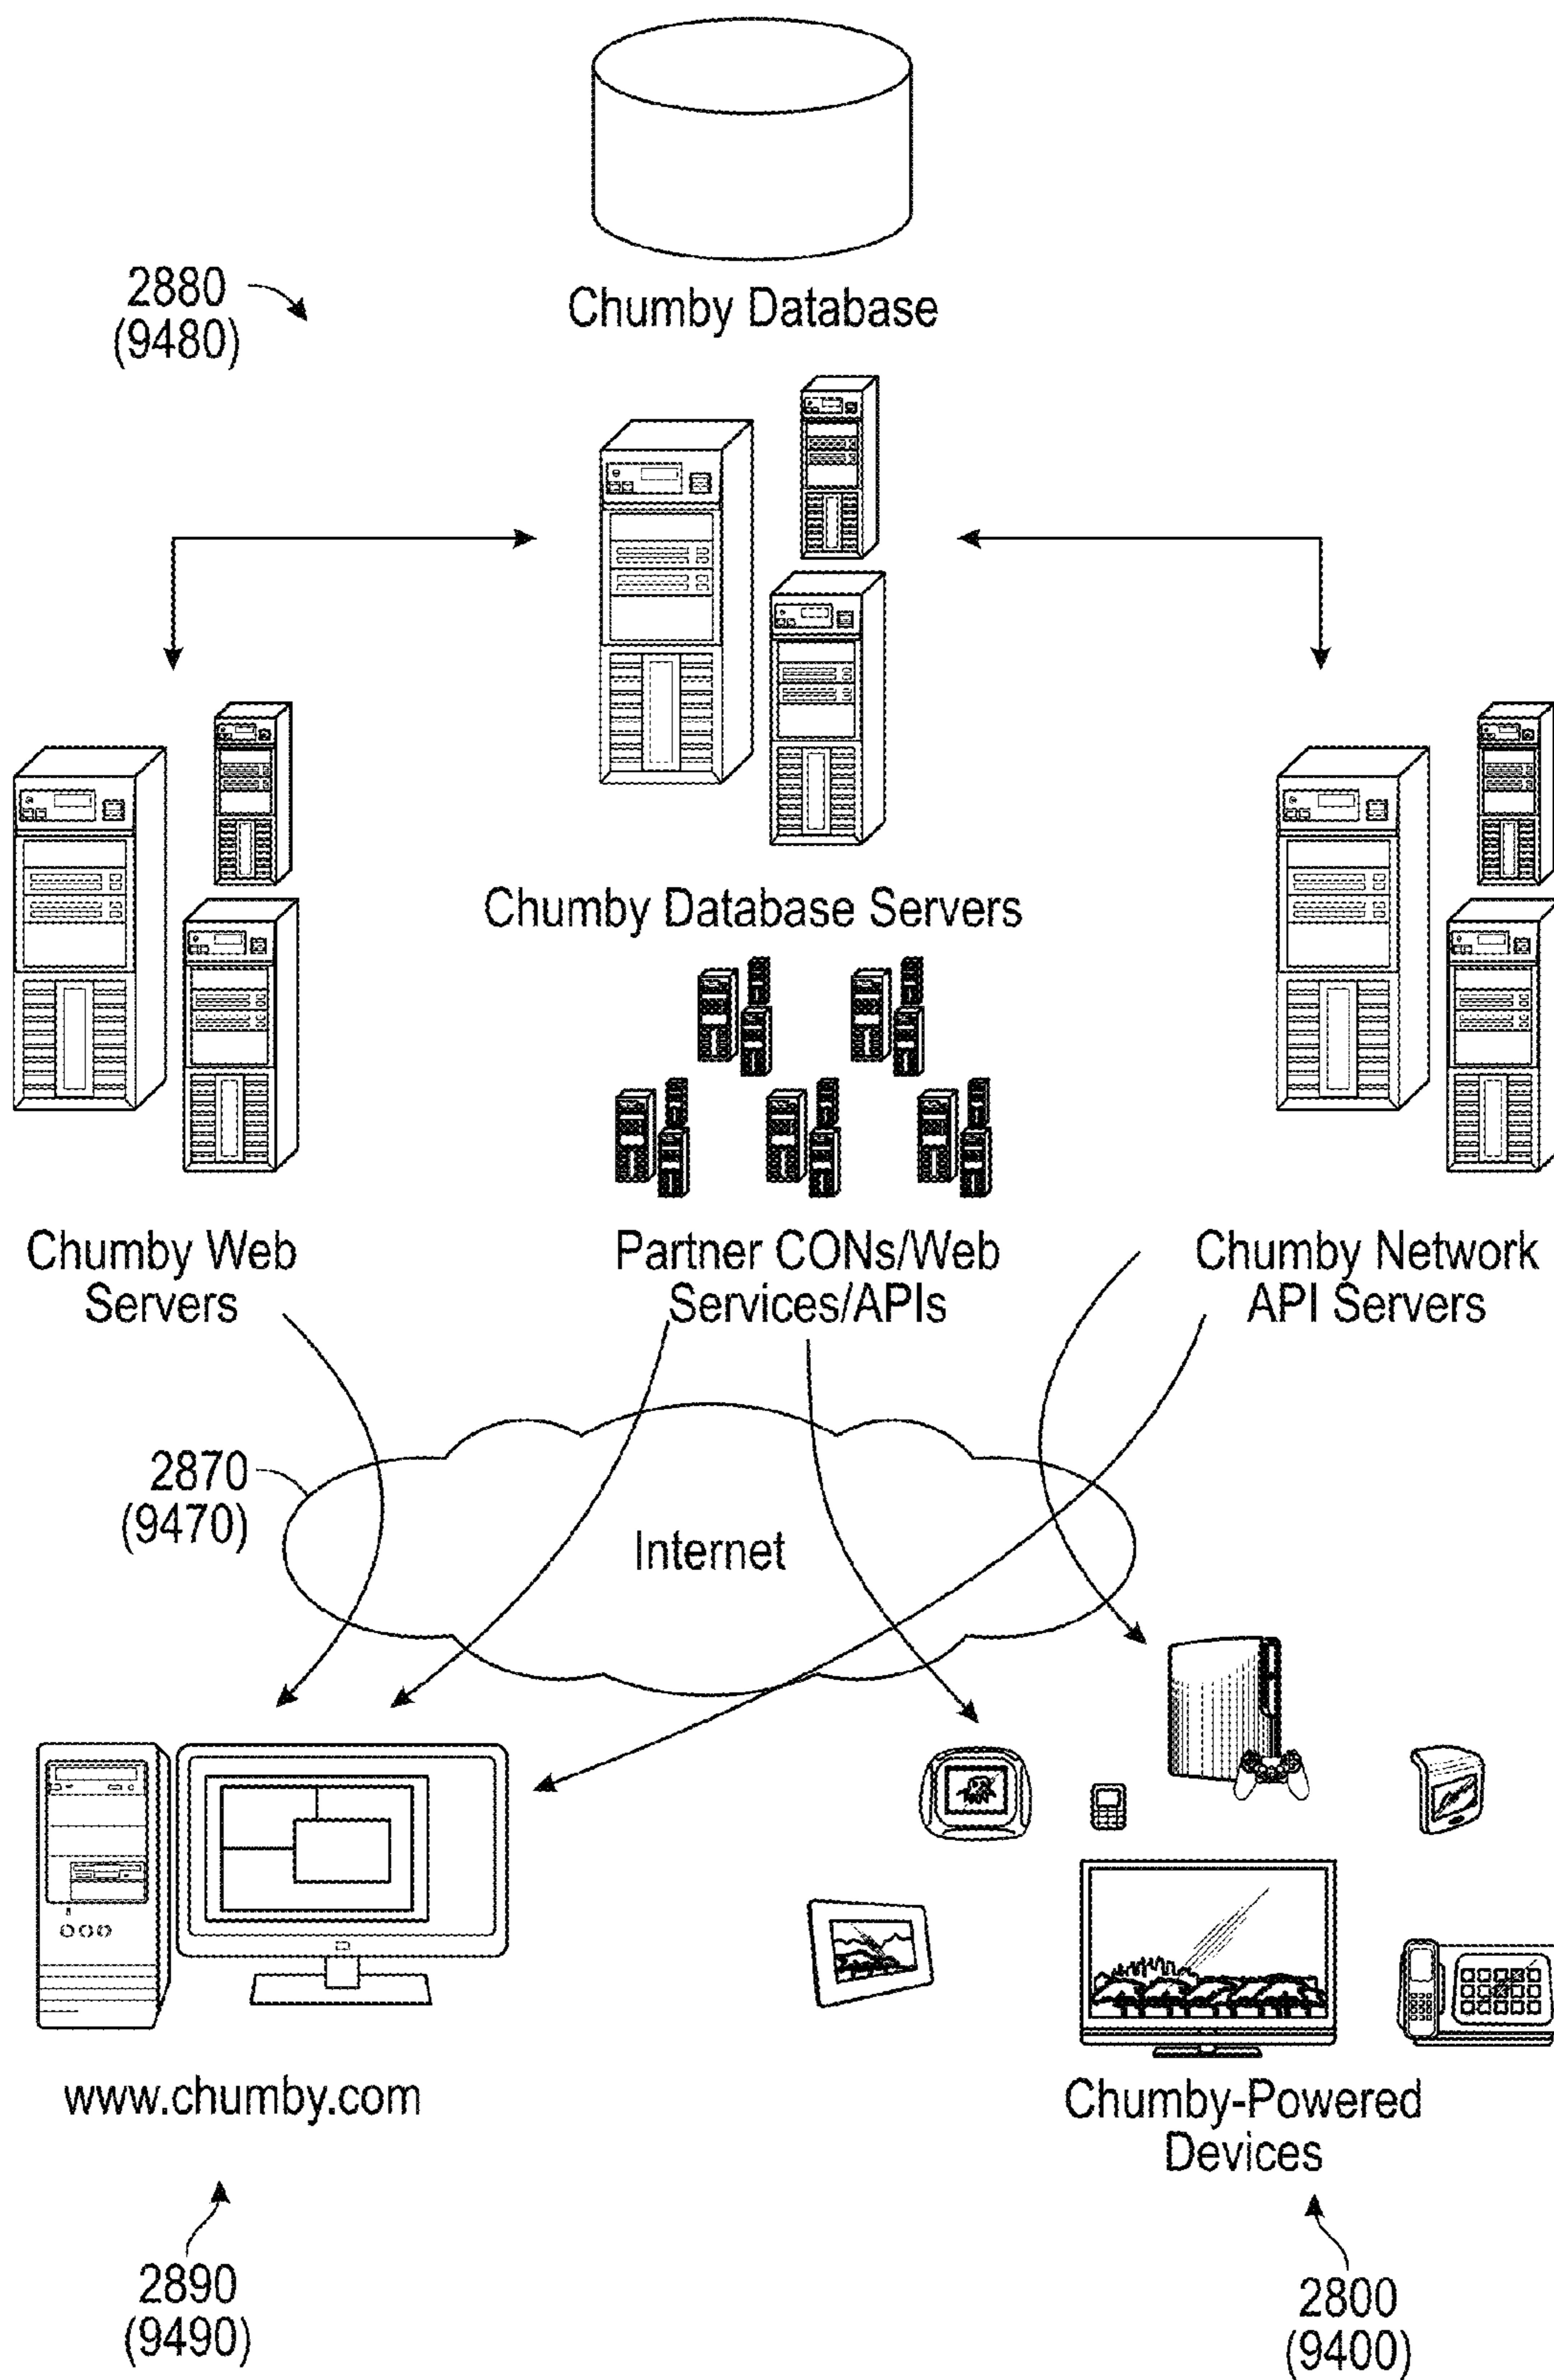 Chumby Database
2880
(9480)
Chumby Database Servers
Chumby Web
Servers
Partner CONs/Web
Services/APIs
Chumby Network
API Servers
2870
(9470)
Internet
www.chumby.com
Chumby-Powered
Devices
2890
(9490)
2800
(9400)